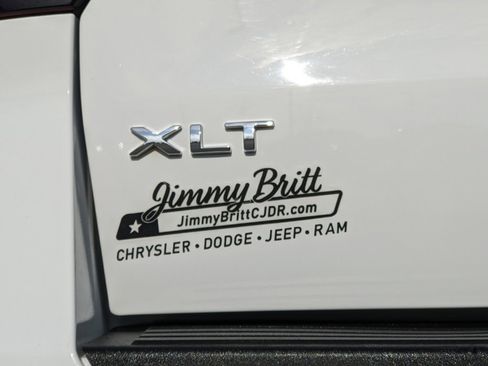 XLT
Jimmy Britt
JimmyBrittCJDR.com
CHRYSLER • DODGE • JEEP • RAM